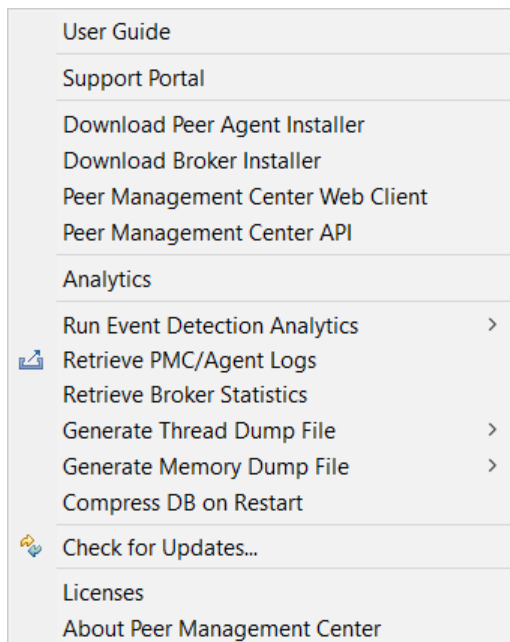 User Guide
Support Portal
Download Peer Agent Installer
Download Broker Installer
Peer Management Center Web Client
Peer Management Center API
Analytics
Run Event Detection Analytics
Retrieve PMC/Agent Logs
Retrieve Broker Statistics
Generate Thread Dump File
Generate Memory Dump File
Compress DB on Restart
Check for Updates...
Licenses
About Peer Management Center